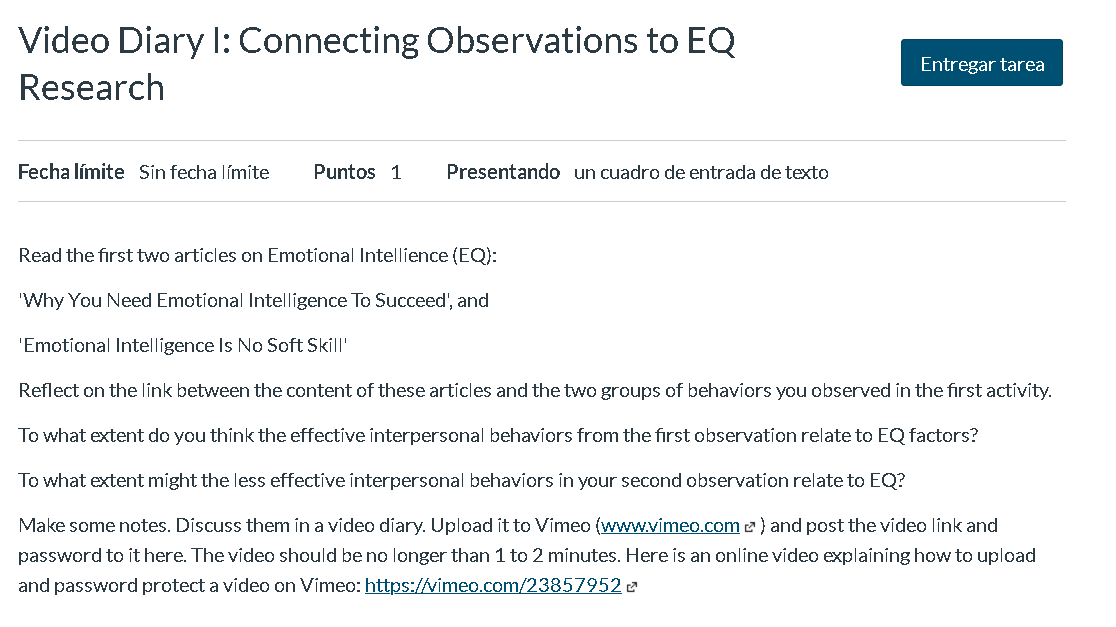 Video Diary I: Connecting Observations to EQ
Research
Entregar tarea
Fecha límite Sin fecha límite Puntos 1 Presentando un cuadro de entrada de texto
Read the first two articles on Emotional Intellience (EQ):
'Why You Need Emotional Intelligence To Succeed', and
'Emotional Intelligence Is No Soft Skill'
Reflect on the link between the content of these articles and the two groups of behaviors you observed in the first activity.
To what extent do you think the effective interpersonal behaviors from the first observation relate to EQ factors?
To what extent might the less effective interpersonal behaviors in your second observation relate to EQ?
Make some notes. Discuss them in a video diary. Upload it to Vimeo (www.vimeo.com) and post the video link and
password to it here. The video should be no longer than 1 to 2 minutes. Here is an online video explaining how to upload
and password protect a video on Vimeo: https://vimeo.com/23857952